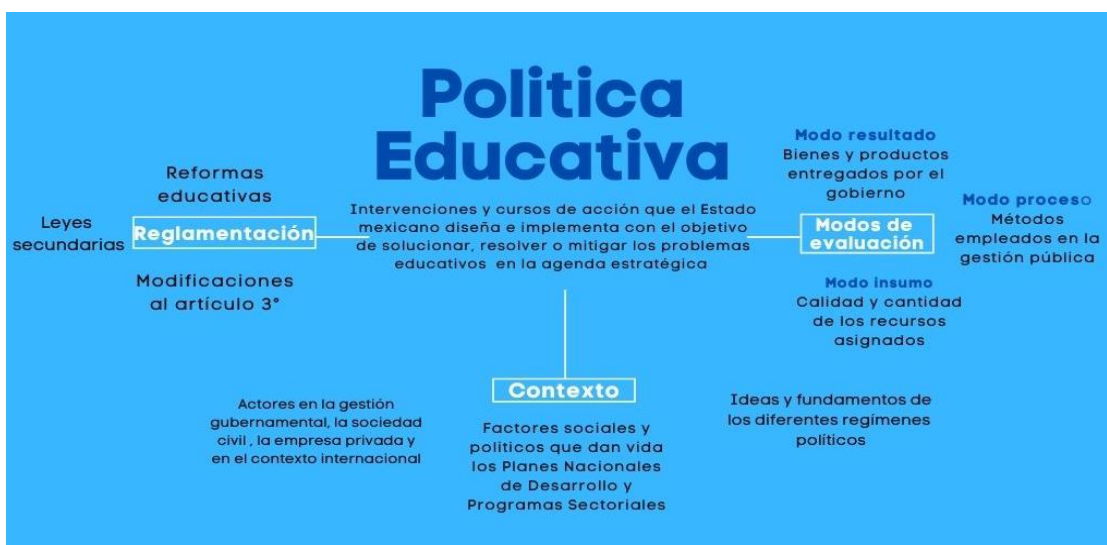 Politica
Educativa
Intervenciones y cursos de acción que el Estado
mexicano diseña e implementa con el objetivo
de solucionar, resolver o mitigar los problemas
educativos en la agenda estratégica
Reformas
educativas
Leyes
secundarias
Reglamentación
Modificaciones
al artículo 3°
Modo resultado
Bienes y productos
entregados por el
gobierno
Modos de
evaluación
Modo proceso
Métodos
empleados en la
gestión pública
Modo insumo
Calidad y cantidad
de los recursos
asignados
Contexto
Actores en la gestión
gubernamental, la sociedad
civil , la empresa privada y
en el contexto internacional
Factores sociales y
políticos que dan vida
los Planes Nacionales
de Desarrollo y
Programas Sectoriales
Ideas y fundamentos de
los diferentes regímenes
políticos